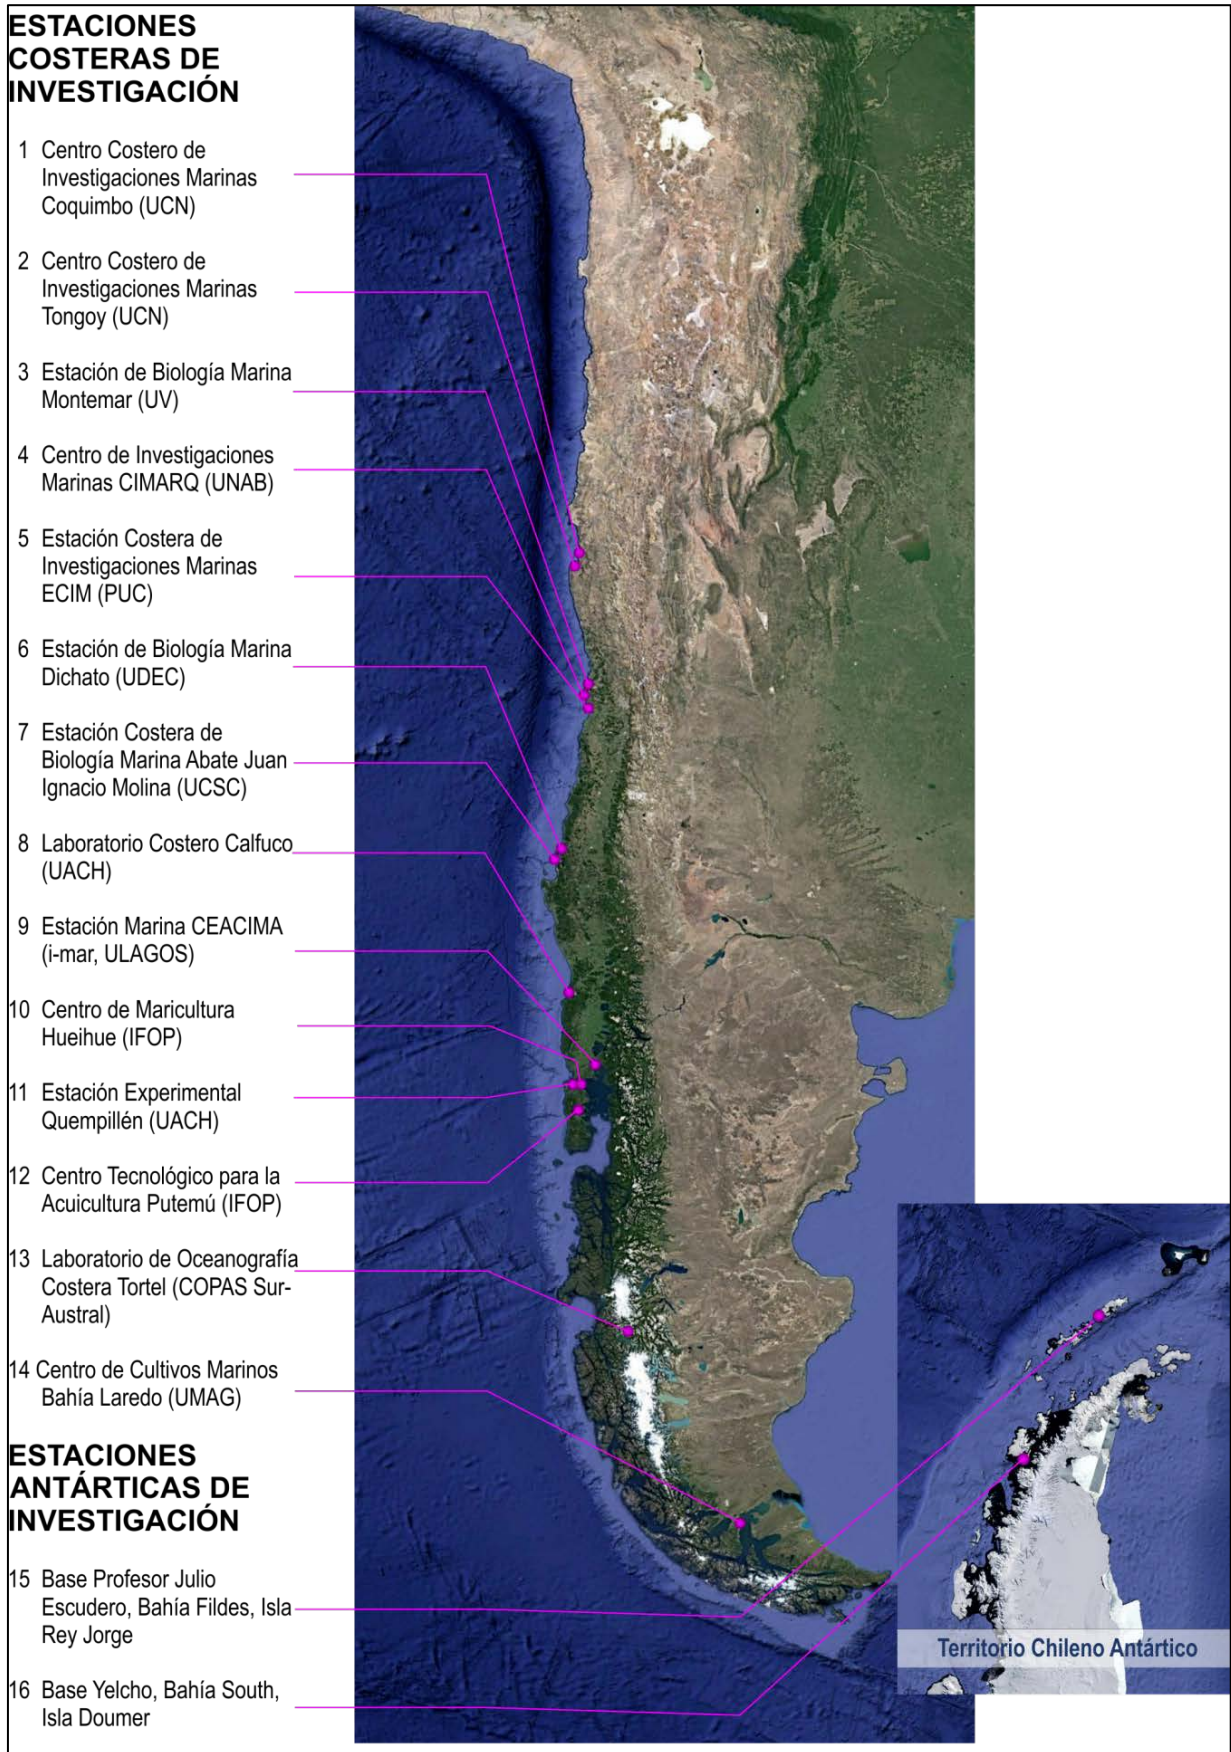 ESTACIONES
COSTERAS DE
INVESTIGACIÓN
1 Centro Costero de
Investigaciones Marinas
Coquimbo (UCN)
2 Centro Costero de
Investigaciones Marinas
Tongoy (UCN)
3 Estación de Biología Marina
Montemar (UV)
4 Centro de Investigaciones
Marinas CIMARQ (UNAB)
5 Estación Costera de
Investigaciones Marinas
ECIM (PUC)
6 Estación de Biología Marina
Dichato (UDEC)
7 Estación Costera de
Biología Marina Abate Juan
Ignacio Molina (UCSC)
8 Laboratorio Costero Calfuco
(UACH)
9 Estación Marina CEACIMA
(i-mar, ULAGOS)
10 Centro de Maricultura
Hueihue (IFOP)
11 Estación Experimental
Quempillén (UACH)
12 Centro Tecnológico para la
Acuicultura Putemú (IFOP)
13 Laboratorio de Oceanografía
Costera Tortel (COPAS Sur-
Austral)
14 Centro de Cultivos Marinos
Bahía Laredo (UMAG)
ESTACIONES
ANTÁRTICAS DE
INVESTIGACIÓN
15 Base Profesor Julio
Escudero, Bahía Fildes, Isla
Rey Jorge
16 Base Yelcho, Bahía South,
Isla Doumer
Territorio Chileno Antártico